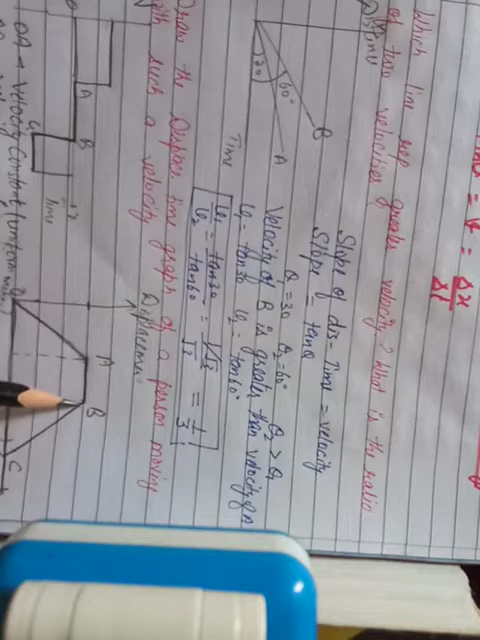 = v = Δx
Δt
Which line rep greater velocity? What is the ratio
of two velocities
Slope of dis-Time = velocity
Slope = tanθ
θ₁ = 30 θ₂ = 60° θ₂ > θ₁
Velocity of B is greater than velocity of A
v₁ = tan30 v₂ = tan60°
v₁ = tan30 = 1/√3 = 1
v₂ tan60 √3 3
B
A
60°
30
Time
Draw the Displace time graph of a person moving
with such a velocity
Displacement
A
B
C
A
B
time
OA → velocity constant (uniform